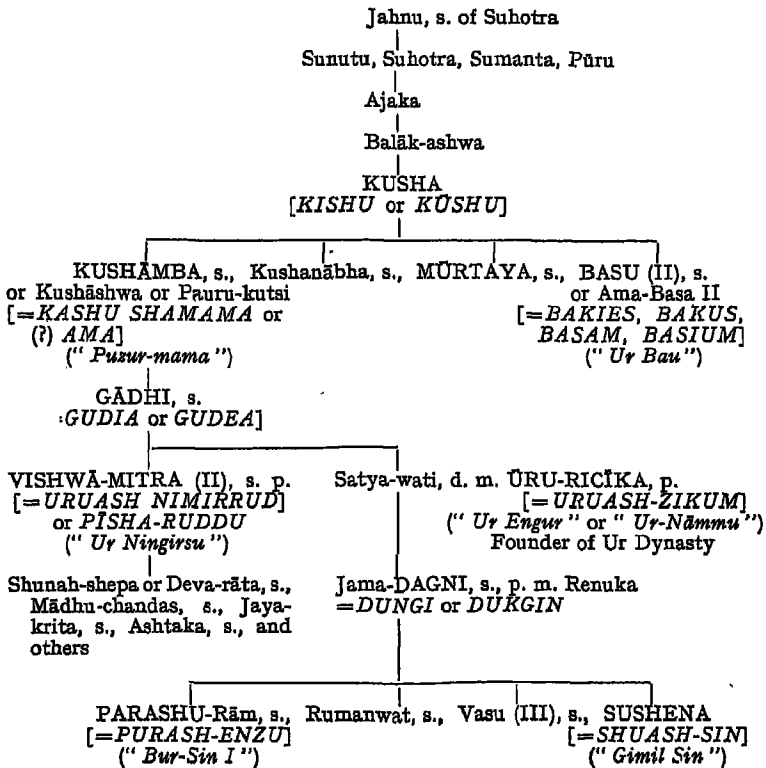 Jahnu, s. of Suhotra
Sunutu, Suhotra, Sumanta, Pūru
Ajaka
Balāk-ashwa
KUSHA
[KISHU or KŪSHU]
KUSHĀMBA, s., Kushanābha, s., MŪRTAYA, s., BASU (II), s.
or Kushāshwa or Pauru-kutsi or Ama-Basa II
[=KASHU SHAMAMA or [=BAKIES, BAKUS,
(?) AMA] BASAM, BASIUM]
("Puzur-mama") ("Ur Bau")
GĀDHI, s.
:GUDIA or GUDEA]
VISHWĀ-MITRA (II), s. p. Satya-wati, d. m. ŪRU-RICĪKA, p.
[=URUASH NIMIRRUD] [=URUASH-ZIKUM]
or PĪSHA-RUDDU ("Ur Engur" or "Ur-Nāmmu")
("Ur Ningirsu") Founder of Ur Dynasty
Shunah-shepa or Deva-rāta, s., Jama-DAGNI, s., p. m. Renuka
Mādhu-chandas, s., Jaya- =DUNGI or DUKGIN
krita, s., Ashtaka, s., and
others
PARASHU-Rām, s., Rumanwat, s., Vasu (III), s., SUSHENA
[=PURASH-ENZU] [=SHUASH-SIN]
("Bur-Sin I") ("Gimil Sin")